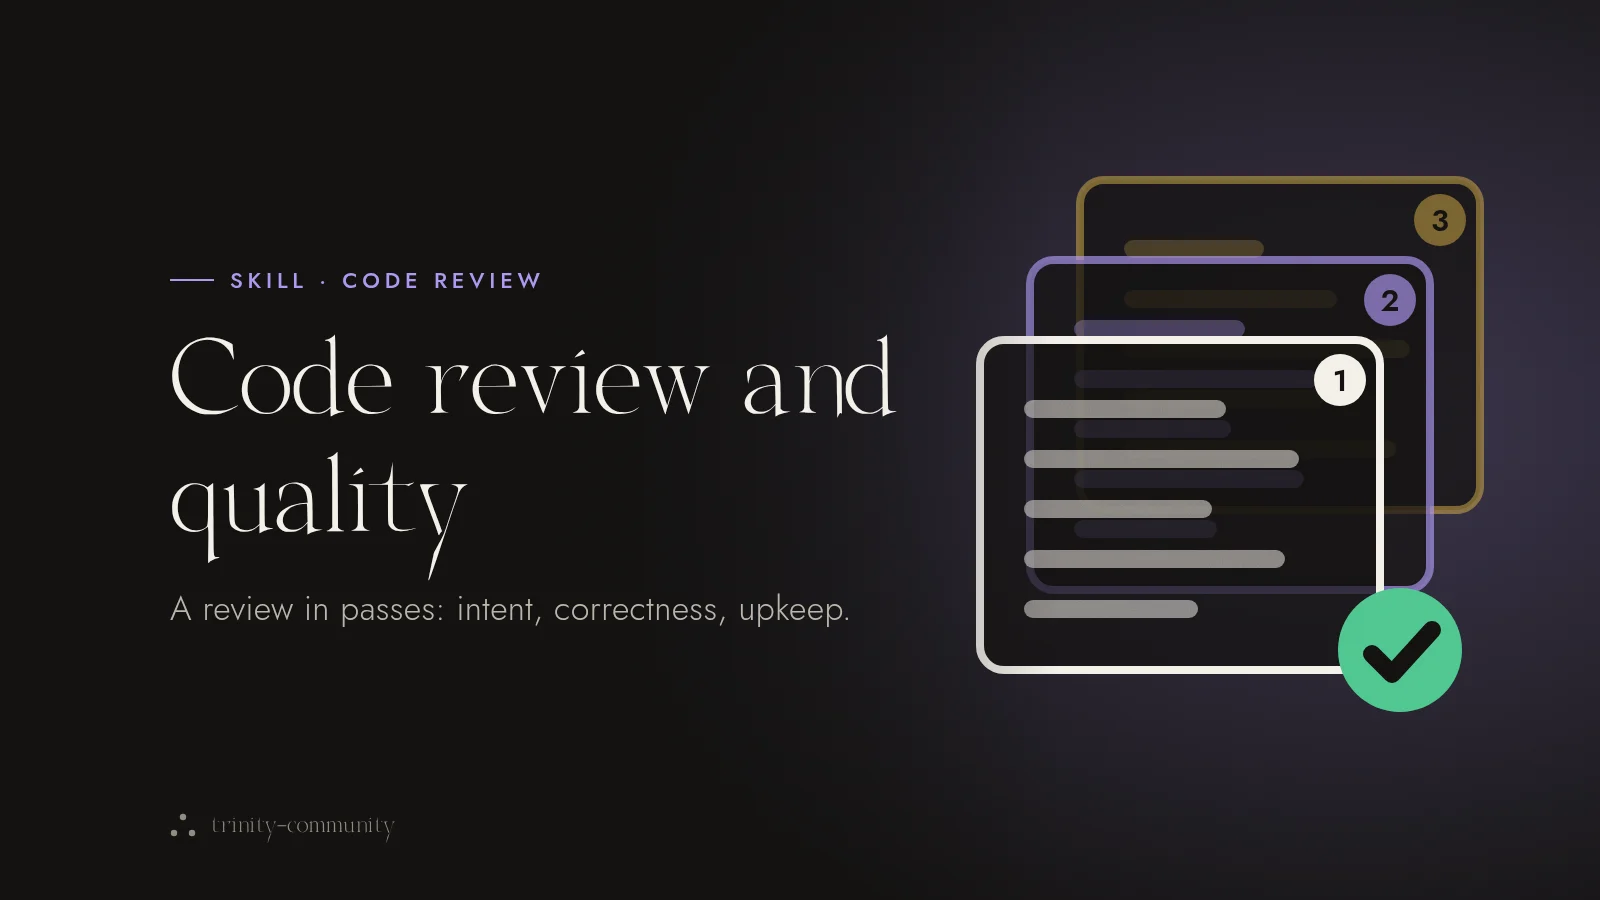 SKILL · CODE REVIEW
Code review and
quality
A review in passes: intent, correctness, upkeep.
3
2
1
trinity-community